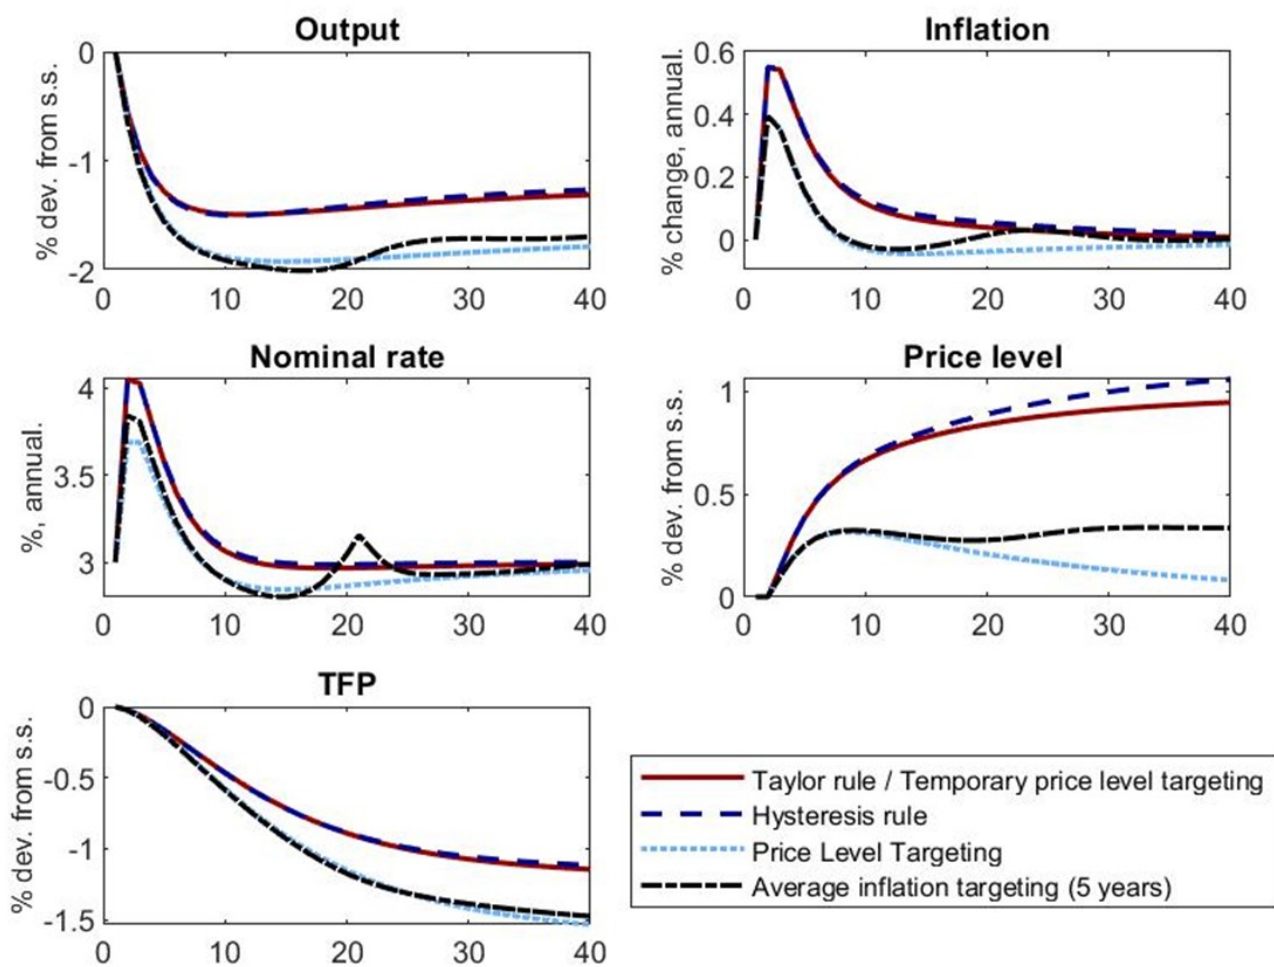 Output
% dev. from s.s.
0
-1
-2
0 10 20 30 40
Inflation
% change, annual.
0.6
0.4
0.2
0
0 10 20 30 40
Nominal rate
%, annual.
4
3.5
3
0 10 20 30 40
Price level
% dev. from s.s.
1
0.5
0
0 10 20 30 40
TFP
% dev. from s.s.
0
-0.5
-1
-1.5
0 10 20 30 40
Taylor rule / Temporary price level targeting
Hysteresis rule
Price Level Targeting
Average inflation targeting (5 years)